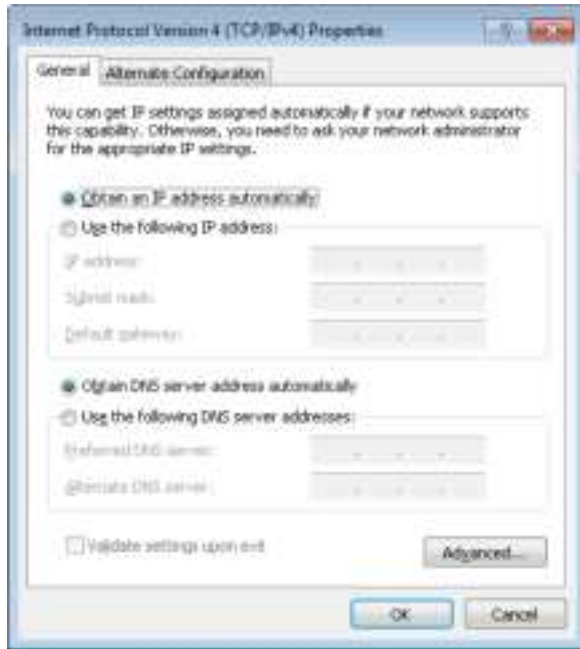 Internet Protocol Version 4 (TCP/IPv4) Properties
General
Alternate Configuration
You can get IP settings assigned automatically if your network supports
this capability. Otherwise, you need to ask your network administrator
for the appropriate IP settings.
Obtain an IP address automatically
Use the following IP address:
IP address:
Subnet mask:
Default gateway:
Obtain DNS server address automatically
Use the following DNS server addresses:
Preferred DNS server:
Alternate DNS server:
Validate settings upon exit
Advanced...
OK
Cancel